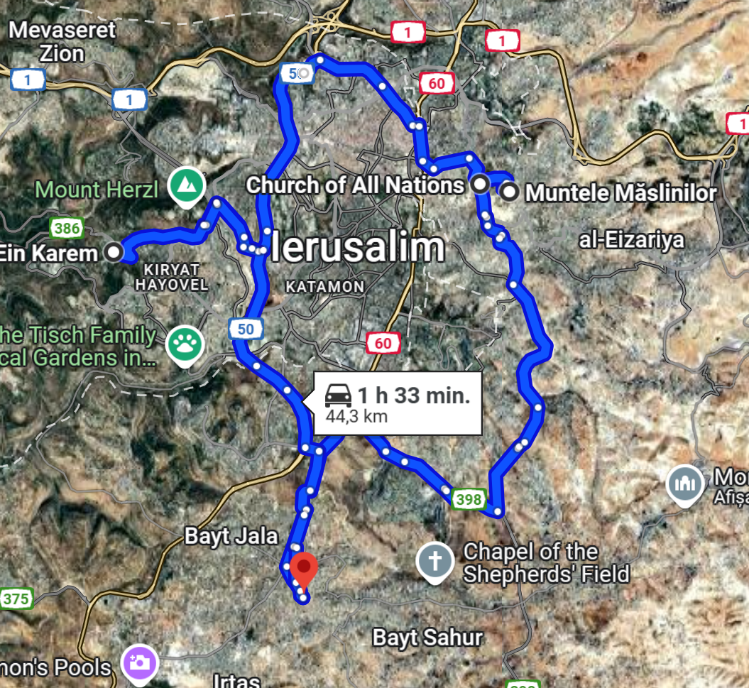 Mevaseret
Zion
1
1
1
1
5
60
1
Mount Herzl
Church of All Nations
Muntele Măslinilor
386
Ein Karem
Ierusalim
al-Eizariya
KIRYAT
HAYOVEL
KATAMON
he Tisch Family
cal Gardens in...
50
60
1 h 33 min.
44,3 km
398
Mo
Afișa
Bayt Jala
Chapel of the
Shepherds' Field
375
Bayt Sahur
non's Pools
Irtas